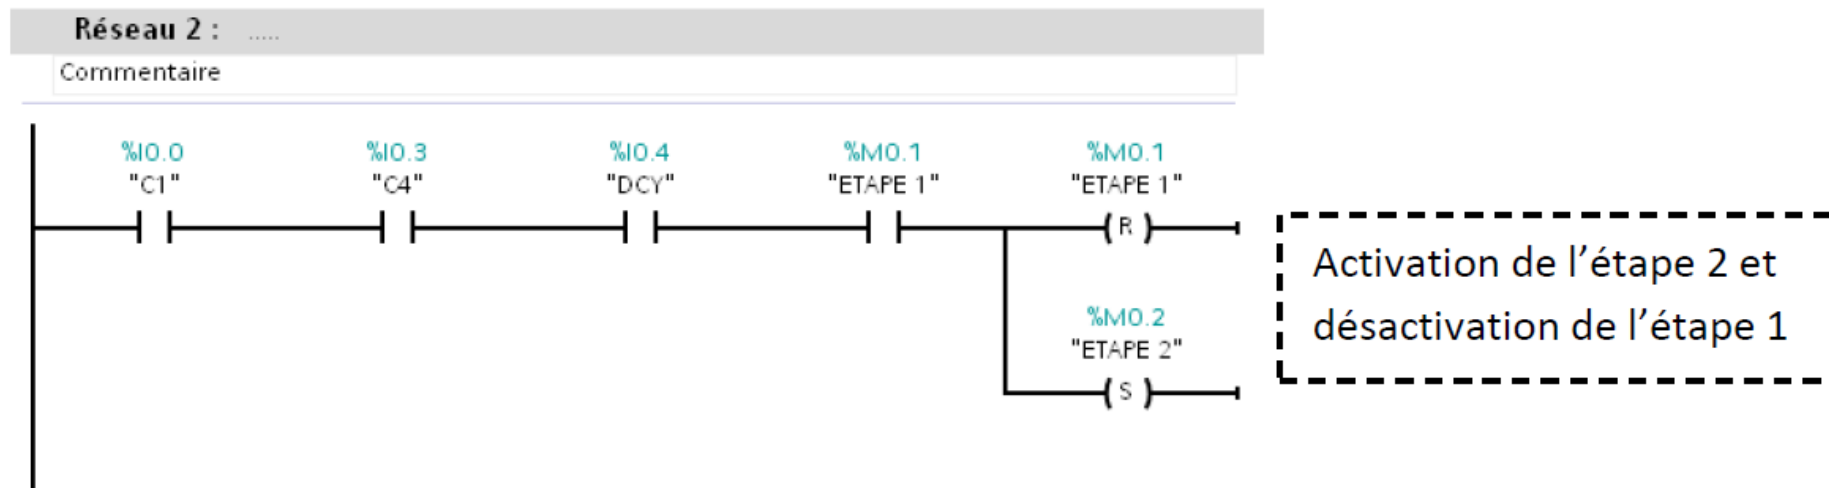 Réseau 2 : .....
Commentaire
%I0.0 %I0.3 %I0.4 %M0.1 %M0.1
"C1" "C4" "DCY" "ETAPE 1" "ETAPE 1"
R
Activation de l'étape 2 et
désactivation de l'étape 1
%M0.2
"ETAPE 2"
S